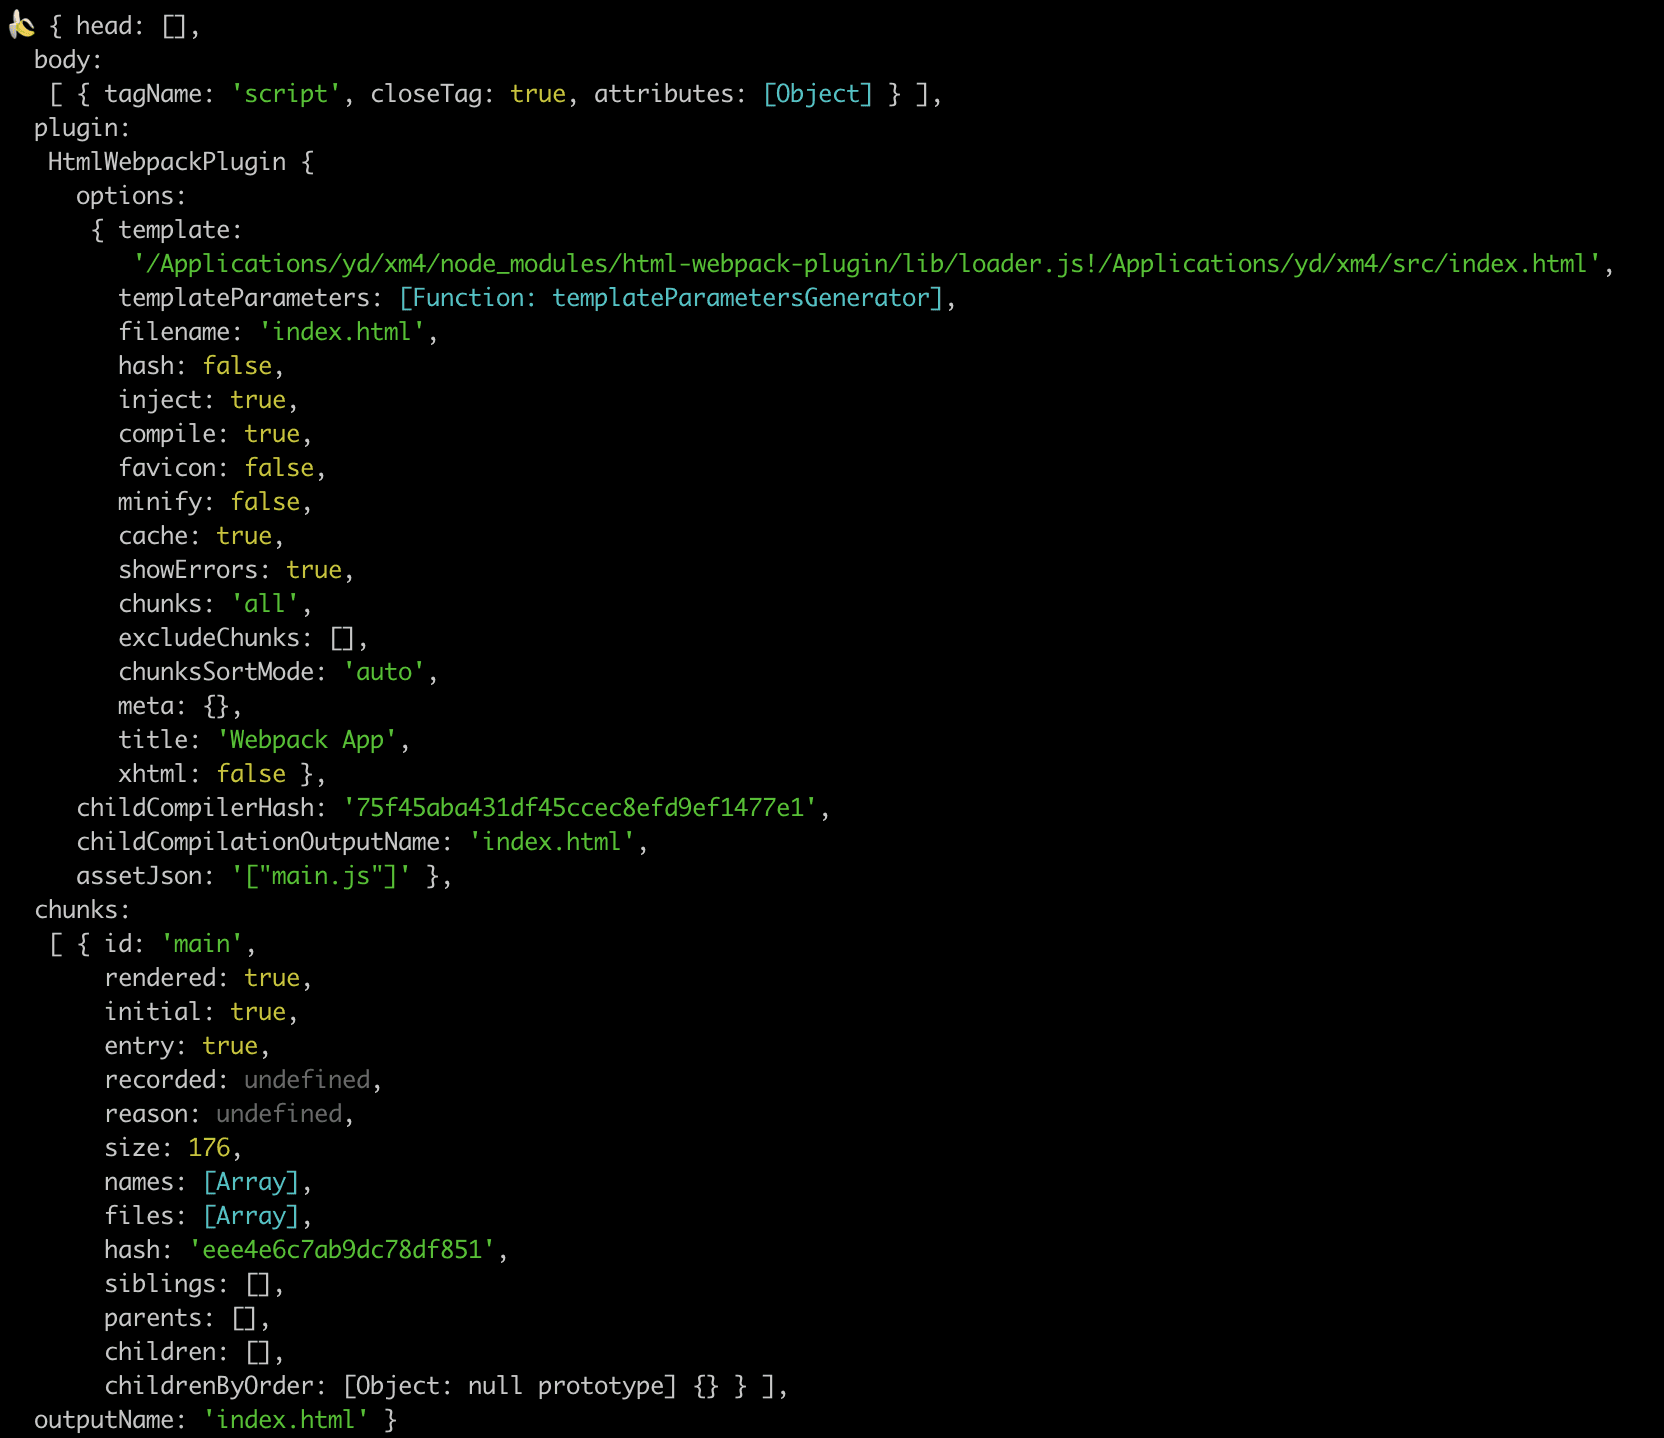 🍌 { head: [],
  body:
   [ { tagName: 'script', closeTag: true, attributes: [Object] } ],
  plugin:
   HtmlWebpackPlugin {
     options:
      { template:
         '/Applications/yd/xm4/node_modules/html-webpack-plugin/lib/loader.js!/Applications/yd/xm4/src/index.html',
        templateParameters: [Function: templateParametersGenerator],
        filename: 'index.html',
        hash: false,
        inject: true,
        compile: true,
        favicon: false,
        minify: false,
        cache: true,
        showErrors: true,
        chunks: 'all',
        excludeChunks: [],
        chunksSortMode: 'auto',
        meta: {},
        title: 'Webpack App',
        xhtml: false },
     childCompilerHash: '75f45aba431df45ccec8efd9ef1477e1',
     childCompilationOutputName: 'index.html',
     assetJson: '["main.js"]' },
  chunks:
   [ { id: 'main',
       rendered: true,
       initial: true,
       entry: true,
       recorded: undefined,
       reason: undefined,
       size: 176,
       names: [Array],
       files: [Array],
       hash: 'eee4e6c7ab9dc78df851',
       siblings: [],
       parents: [],
       children: [],
       childrenByOrder: [Object: null prototype] {} } ],
  outputName: 'index.html' }